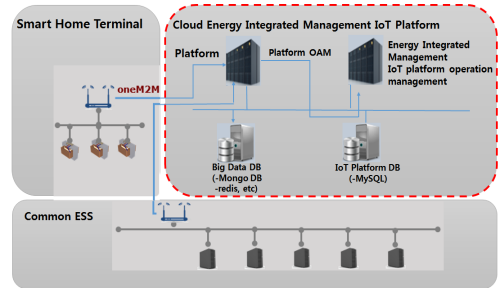 Smart Home Terminal
Cloud Energy Integrated Management IoT Platform
Platform
Platform OAM
Energy Integrated
Management
IoT platform operation
management
oneM2M
Big Data DB
(-Mongo DB
-redis, etc)
IoT Platform DB
(-MySQL)
Common ESS